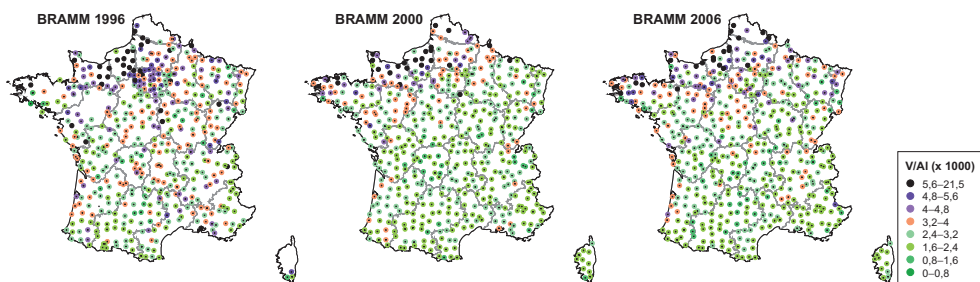 BRAMM 1996
BRAMM 2000
BRAMM 2006
V/Al (x 1000)
5,6–21,5
4,8–5,6
4–4,8
3,2–4
2,4–3,2
1,6–2,4
0,8–1,6
0–0,8